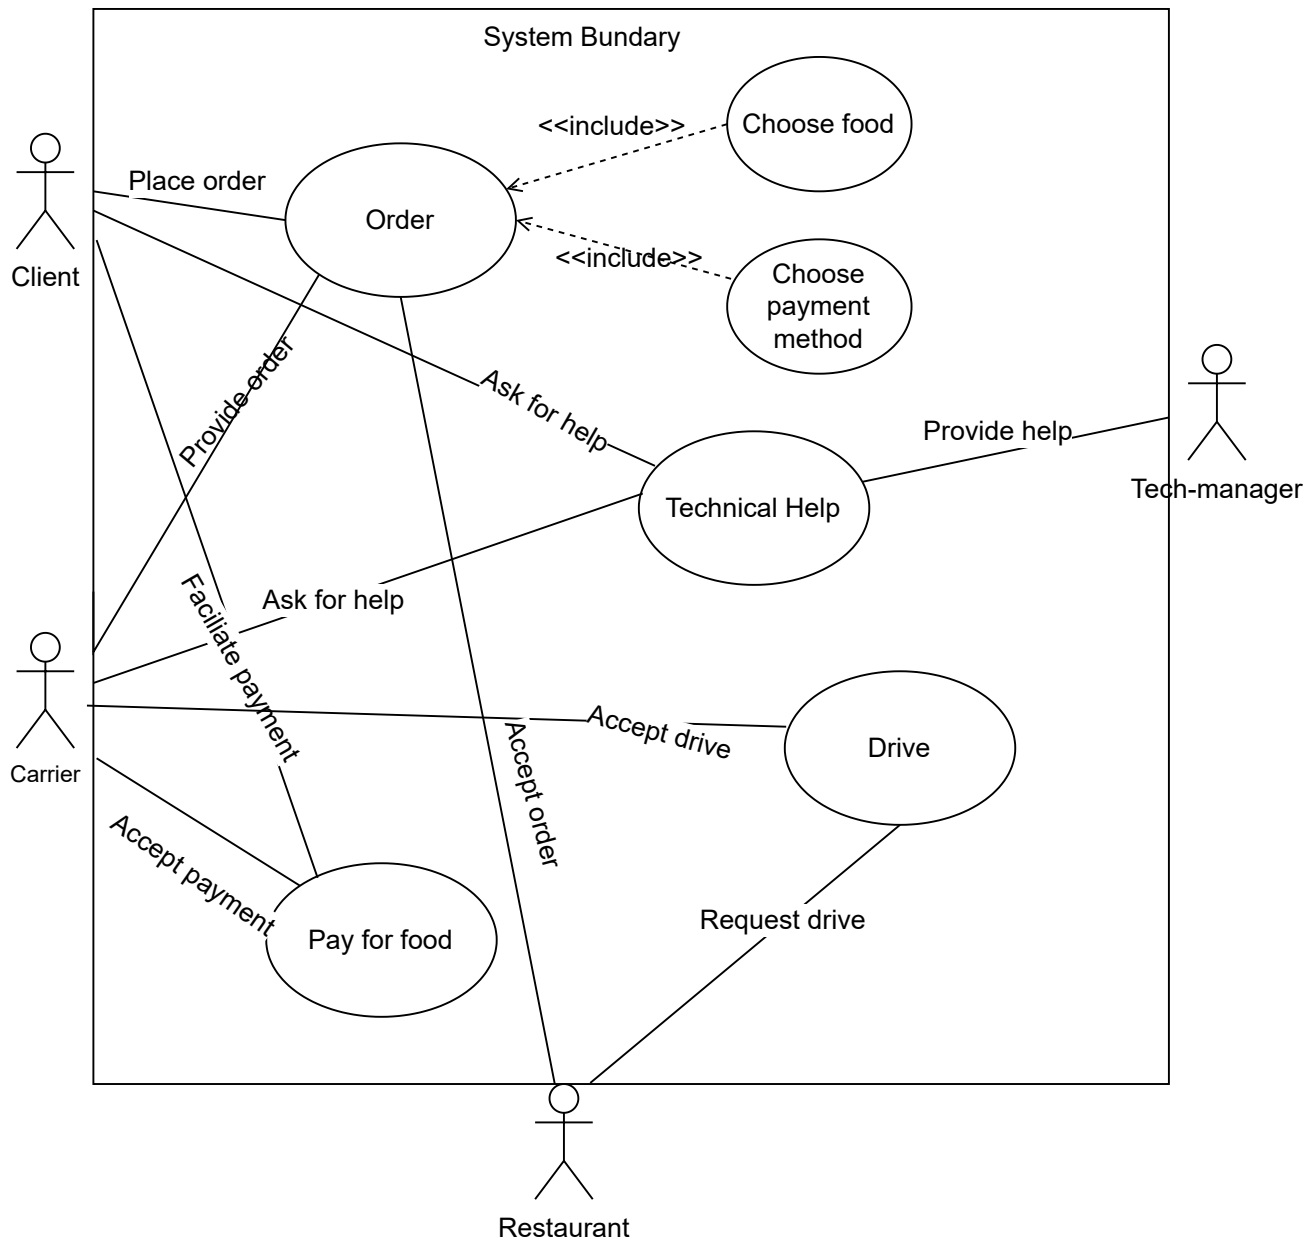 System Bundary
<<include>>
Choose food
Place order
Order
<<include>>
Choose
payment
method
Client
Provide order
Ask for help
Provide help
Tech-manager
Technical Help
Ask for help
Faciliate payment
Accept drive
Drive
Carrier
Accept order
Accept payment
Pay for food
Request drive
Restaurant